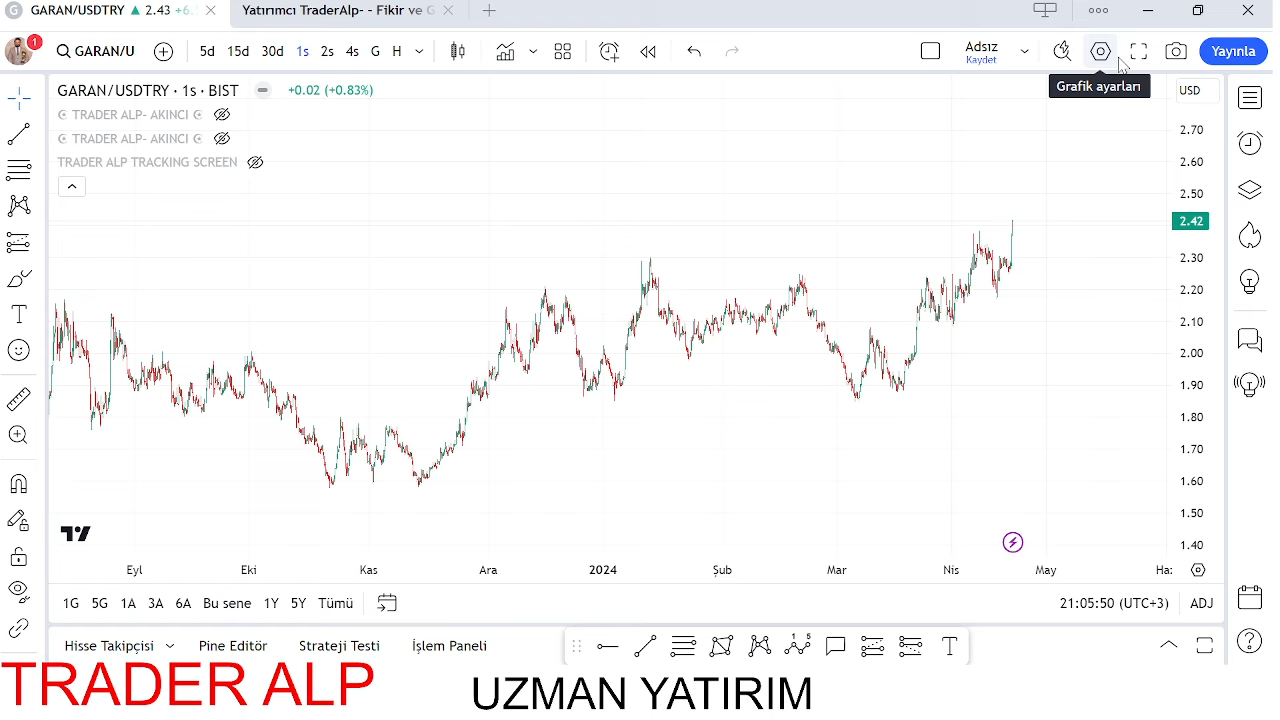 GARAN/USDTRY ▲ 2.43 +6.
Yatırımcı TraderAlp- - Fikir ve G
1
GARAN/U
5d 15d 30d 1s 2s 4s G H
Adsız
Kaydet
Yayınla
Grafik ayarları
GARAN/USDTRY · 1s · BIST
+0.02 (+0.83%)
USD
TRADER ALP- AKINCI
TRADER ALP- AKINCI
TRADER ALP TRACKING SCREEN
2.70
2.60
2.50
2.42
2.30
2.20
2.10
2.00
1.90
1.80
1.70
1.60
1.50
1.40
Eyl Eki Kas Ara 2024 Şub Mar Nis May Ha:
1G 5G 1A 3A 6A Bu sene 1Y 5Y Tümü
21:05:50 (UTC+3) ADJ
Hisse Takipçisi Pine Editör Strateji Testi İşlem Paneli
TRADER ALP
UZMAN YATIRIM